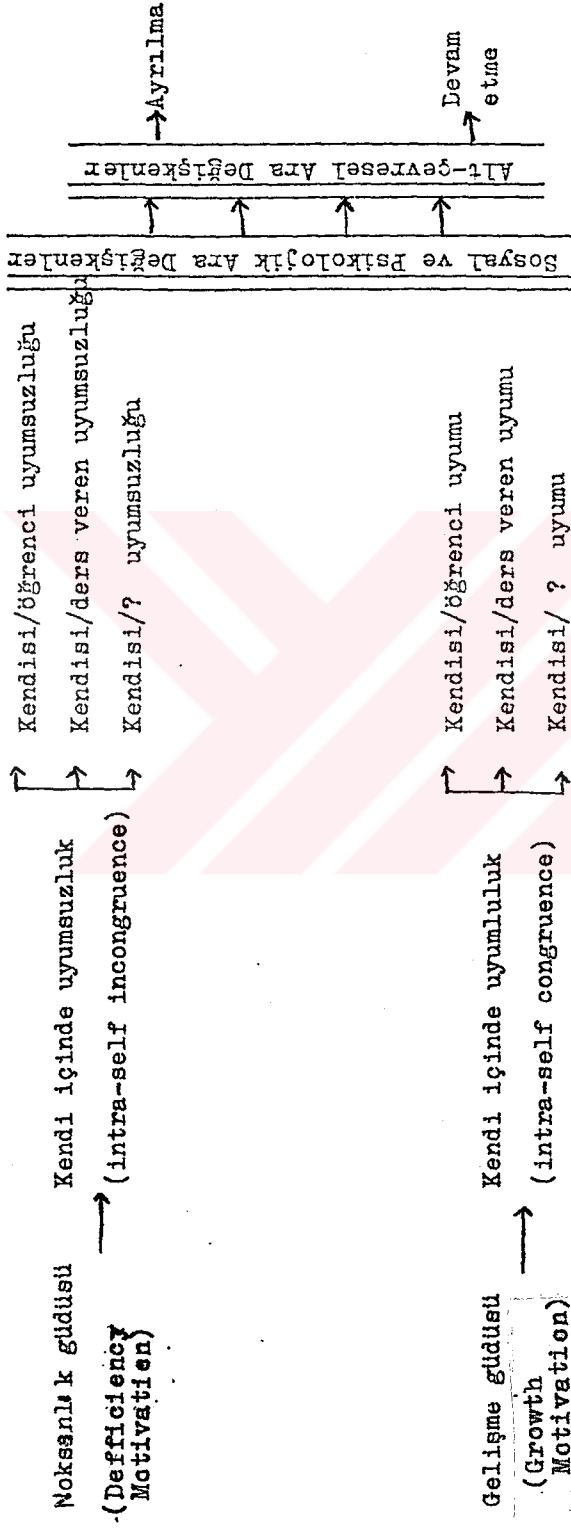 Noksanlık güdüsü
(Defficiency
Motivation)
Kendi içinde uyumsuzluk
(intra-self incongruence)
Kendisi/öğrenci uyumsuzluğu
Kendisi/ders veren uyumsuzluğu
Kendisi/? uyumsuzluğu
Gelişme güdüsü
(Growth
Motivation)
Kendi içinde uyumluluk
(intra-self congruence)
Kendisi/öğrenci uyumu
Kendisi/ders veren uyumu
Kendisi/ ? uyumu
Sosyal ve Psikolojik Ara Değişkenler
Alt-çevresel Ara Değişkenler
Ayrılma
Devam
etme